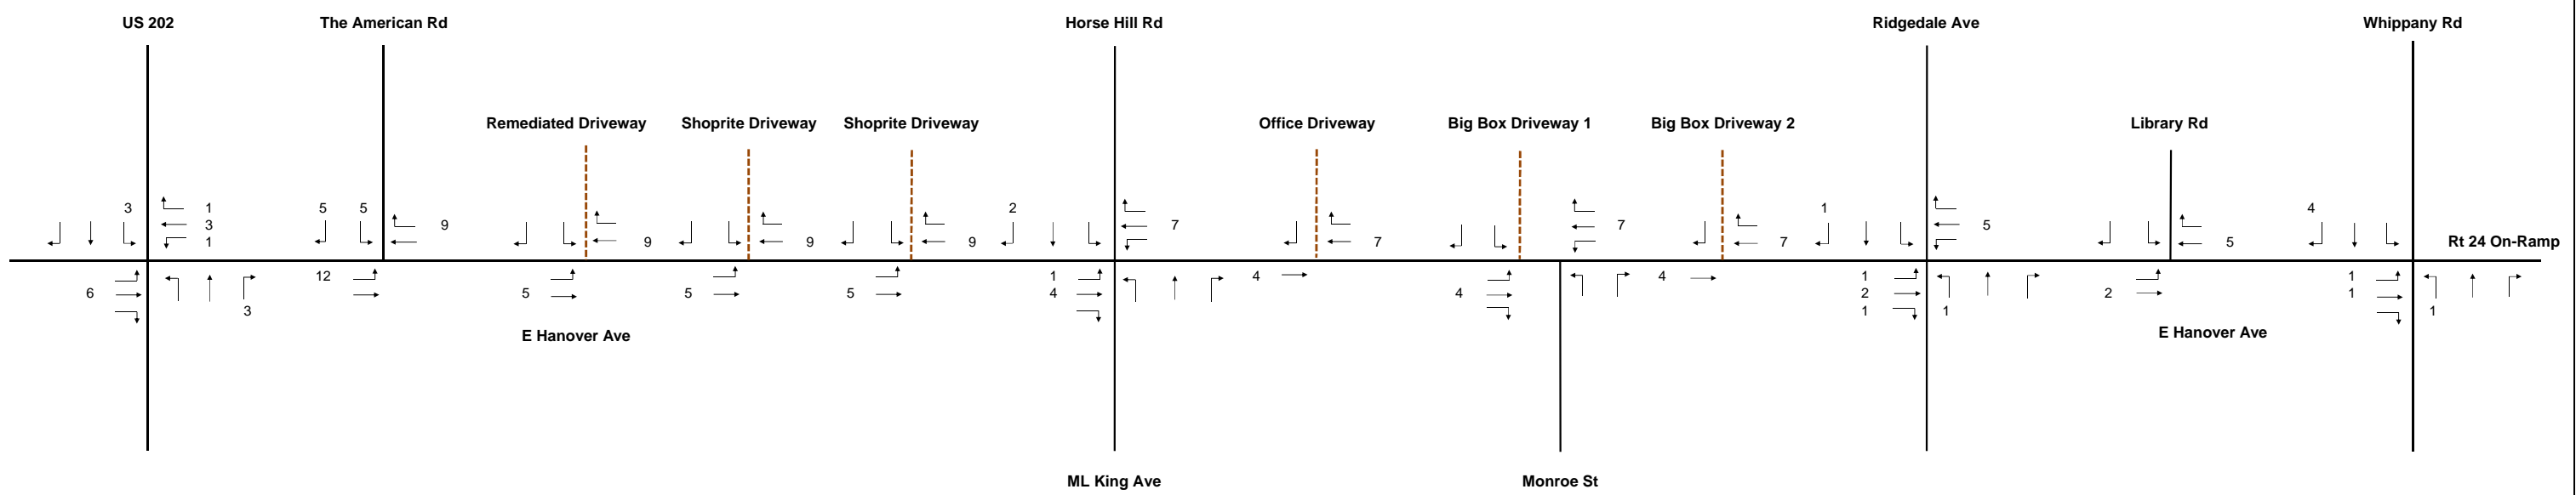 US 202 The American Rd Horse Hill Rd Ridgedale Ave Whippany Rd
Remediated Driveway Shoprite Driveway Shoprite Driveway Office Driveway Big Box Driveway 1 Big Box Driveway 2 Library Rd
3 1 5 5 2 1 4
3 9 7 7 5
1 9 9 9 7 7 5 Rt 24 On-Ramp
12 1 4 4 1 1
6 5 5 5 4 4 2 2 1
3 1 1 1
E Hanover Ave E Hanover Ave
ML King Ave Monroe St